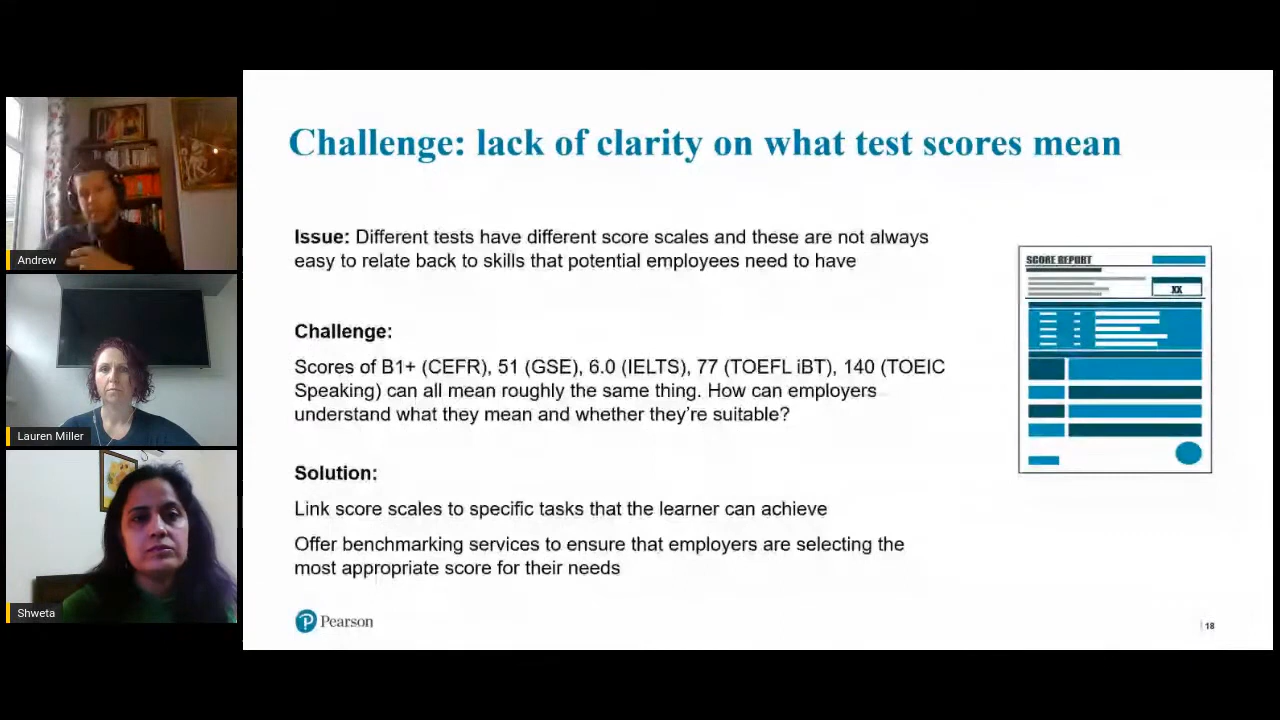 Challenge: lack of clarity on what test scores mean
Issue: Different tests have different score scales and these are not always
easy to relate back to skills that potential employees need to have
Challenge:
Scores of B1+ (CEFR), 51 (GSE), 6.0 (IELTS), 77 (TOEFL iBT), 140 (TOEIC
Speaking) can all mean roughly the same thing. How can employers
understand what they mean and whether they’re suitable?
Solution:
Link score scales to specific tasks that the learner can achieve
Offer benchmarking services to ensure that employers are selecting the
most appropriate score for their needs
SCORE REPORT
XX
P Pearson
18
Andrew
Lauren Miller
Shweta